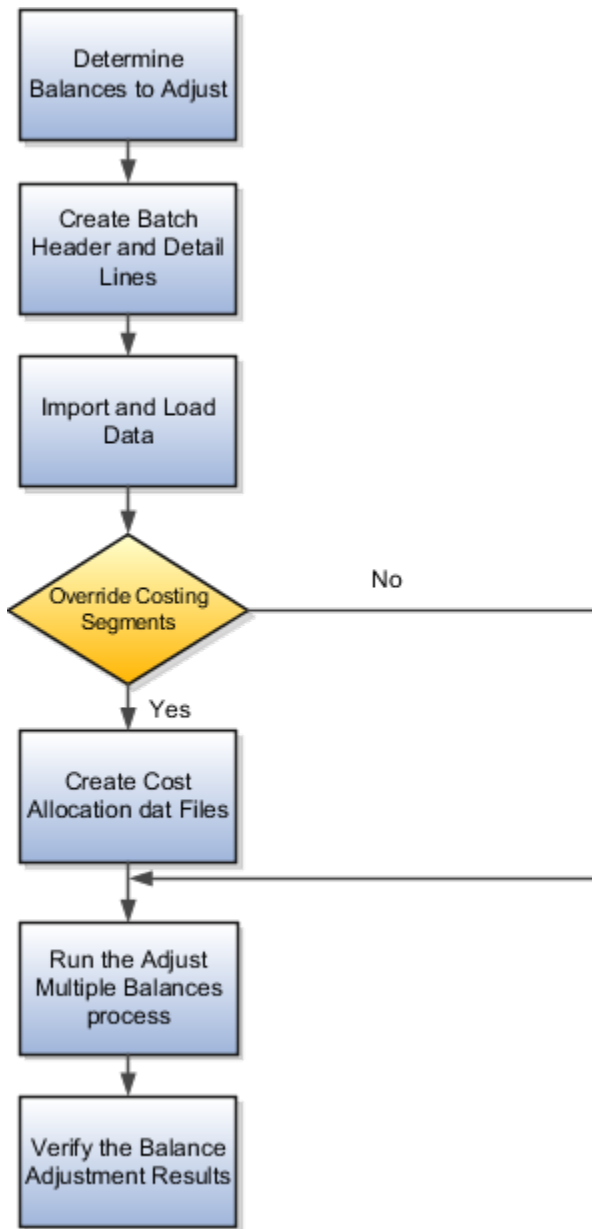 Determine
Balances to Adjust
Create Batch
Header and Detail
Lines
Import and Load
Data
Override Costing
Segments
No
Yes
Create Cost
Allocation dat Files
Run the Adjust
Multiple Balances
process
Verify the Balance
Adjustment Results